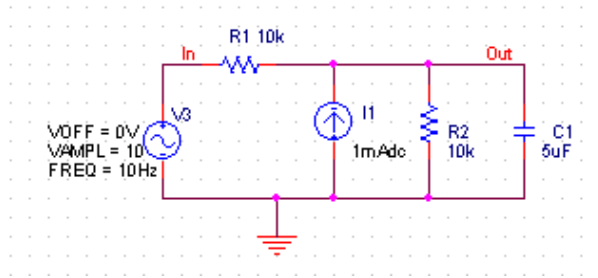 R1 10k
In
Out
V3
I1
VOFF = 0V
VAMPL = 10
FREQ = 10Hz
1mAdc
R2
10k
C1
5uF